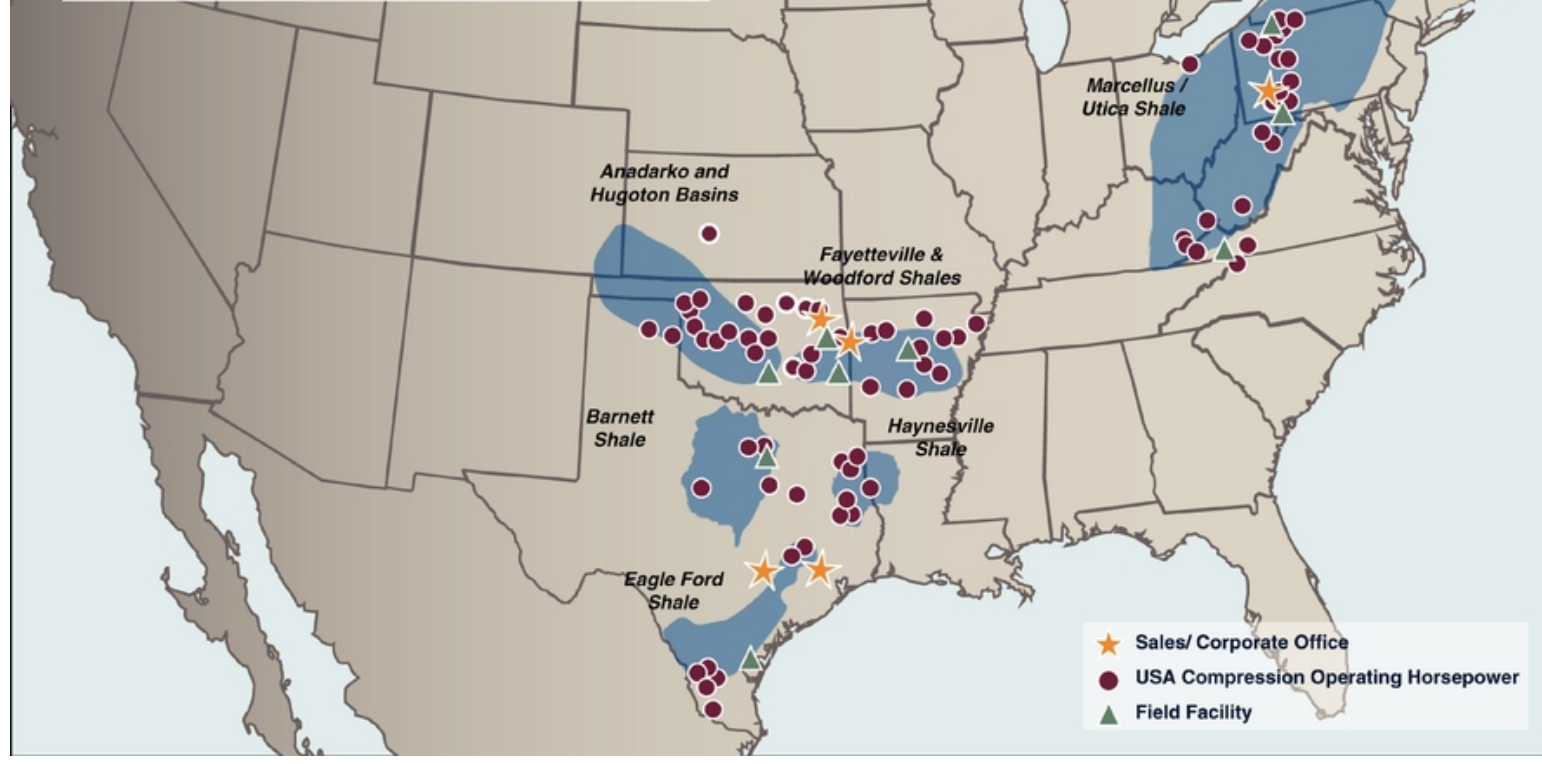 Marcellus /
Utica Shale
Anadarko and
Hugoton Basins
Fayetteville &
Woodford Shales
Barnett
Shale
Haynesville
Shale
Eagle Ford
Shale
Sales/ Corporate Office
USA Compression Operating Horsepower
Field Facility